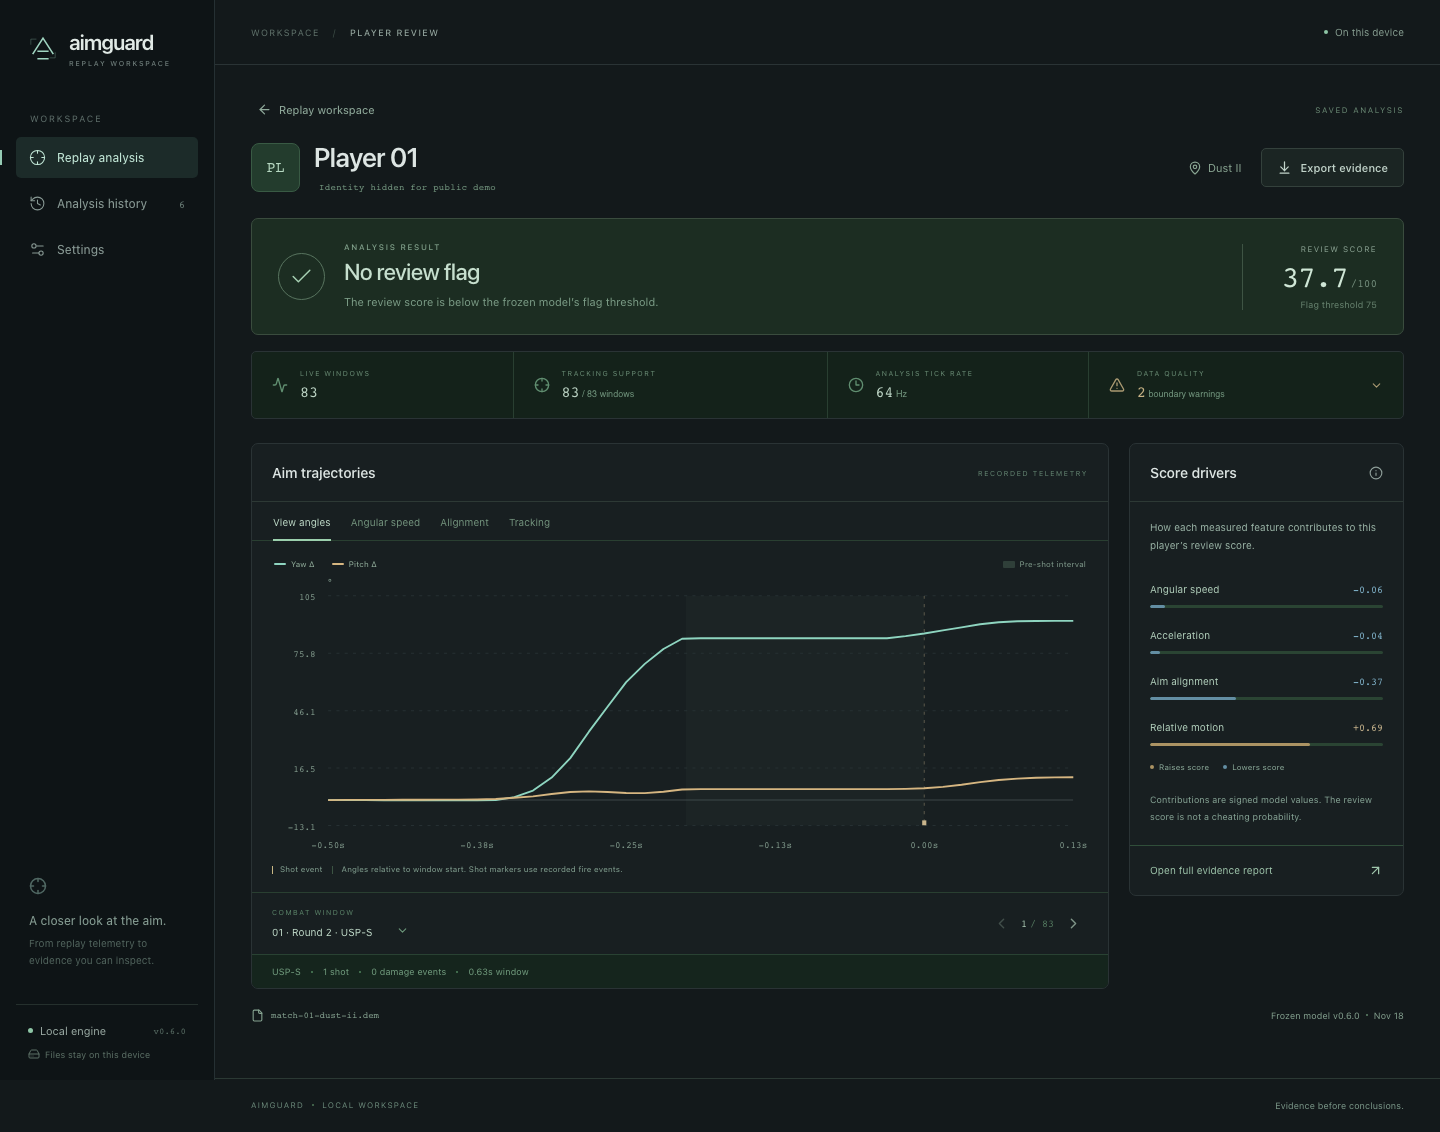 aimguard
REPLAY WORKSPACE
WORKSPACE
Replay analysis
Analysis history 6
Settings
A closer look at the aim.
From replay telemetry to
evidence you can inspect.
Local engine v0.6.0
Files stay on this device
WORKSPACE / PLAYER REVIEW
On this device
Replay workspace
SAVED ANALYSIS
PL
Player 01
Identity hidden for public demo
Dust II
Export evidence
ANALYSIS RESULT
No review flag
The review score is below the frozen model's flag threshold.
REVIEW SCORE
37.7 /100
Flag threshold 75
LIVE WINDOWS
83
TRACKING SUPPORT
83 / 83 windows
ANALYSIS TICK RATE
64 Hz
DATA QUALITY
2 boundary warnings
Aim trajectories
RECORDED TELEMETRY
View angles Angular speed Alignment Tracking
Yaw Δ Pitch Δ
Pre-shot interval
°
105
75.8
46.1
16.5
−13.1
−0.50s −0.38s −0.25s −0.13s 0.00s 0.13s
Shot event | Angles relative to window start. Shot markers use recorded fire events.
COMBAT WINDOW
01 · Round 2 · USP-S
1 / 83
USP-S • 1 shot • 0 damage events • 0.63s window
Score drivers
How each measured feature contributes to this
player's review score.
Angular speed −0.06
Acceleration −0.04
Aim alignment −0.37
Relative motion +0.69
Raises score Lowers score
Contributions are signed model values. The review
score is not a cheating probability.
Open full evidence report
match-01-dust-ii.dem
Frozen model v0.6.0 • Nov 18
AIMGUARD • LOCAL WORKSPACE
Evidence before conclusions.